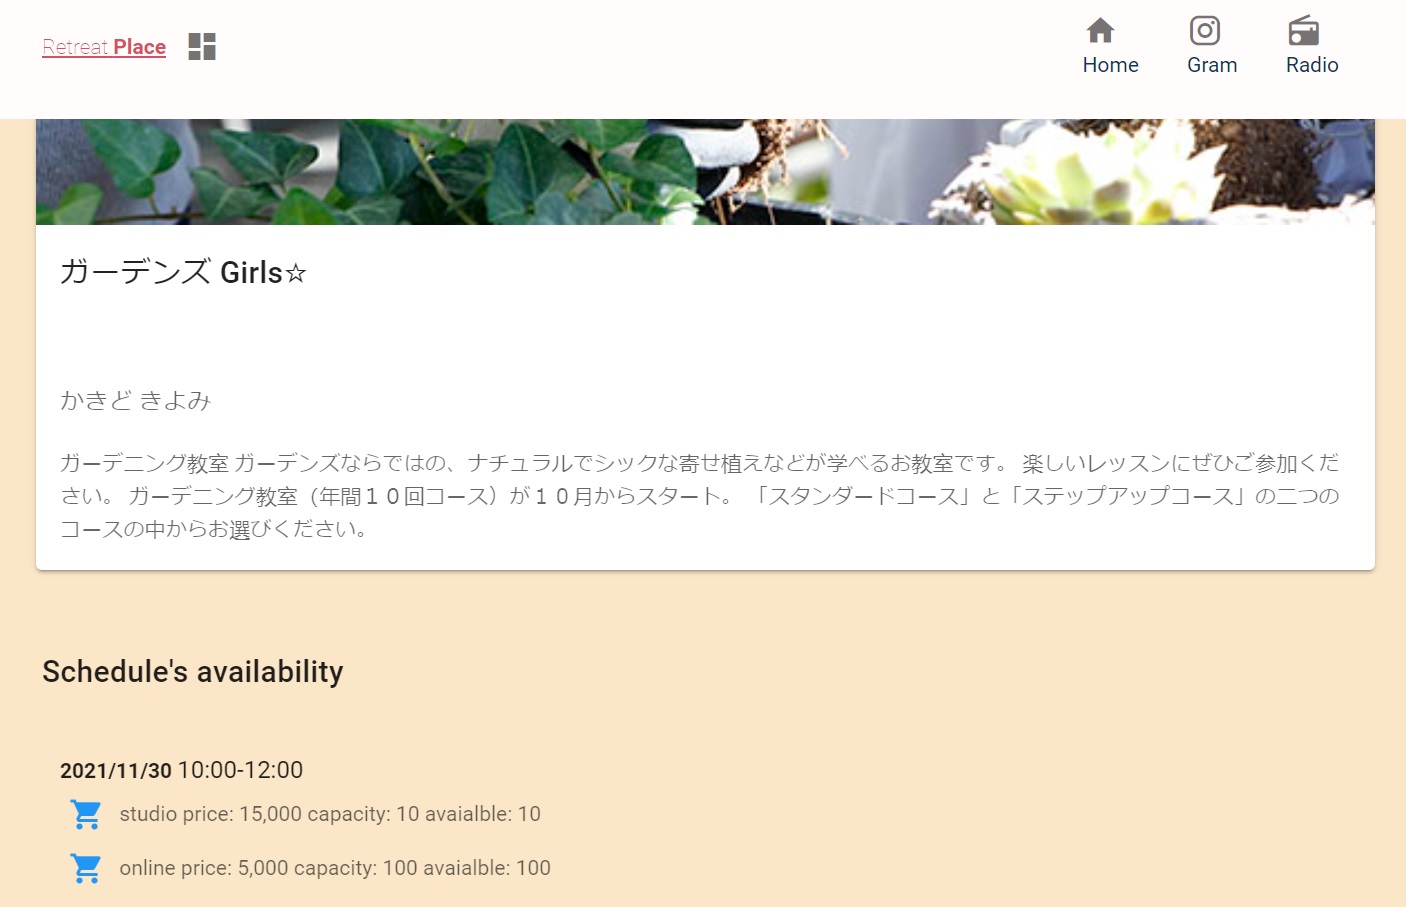 Retreat Place
Home Gram Radio
ガーデンズ Girls☆
かきど きよみ
ガーデニング教室 ガーデンズならではの、ナチュラルでシックな寄せ植えなどが学べるお教室です。 楽しいレッスンにぜひご参加くだ
さい。 ガーデニング教室（年間１０回コース）が１０月からスタート。 「スタンダードコース」と「ステップアップコース」の二つの
コースの中からお選びください。
Schedule's availability
2021/11/30 10:00-12:00
studio price: 15,000 capacity: 10 avaialble: 10
online price: 5,000 capacity: 100 avaialble: 100